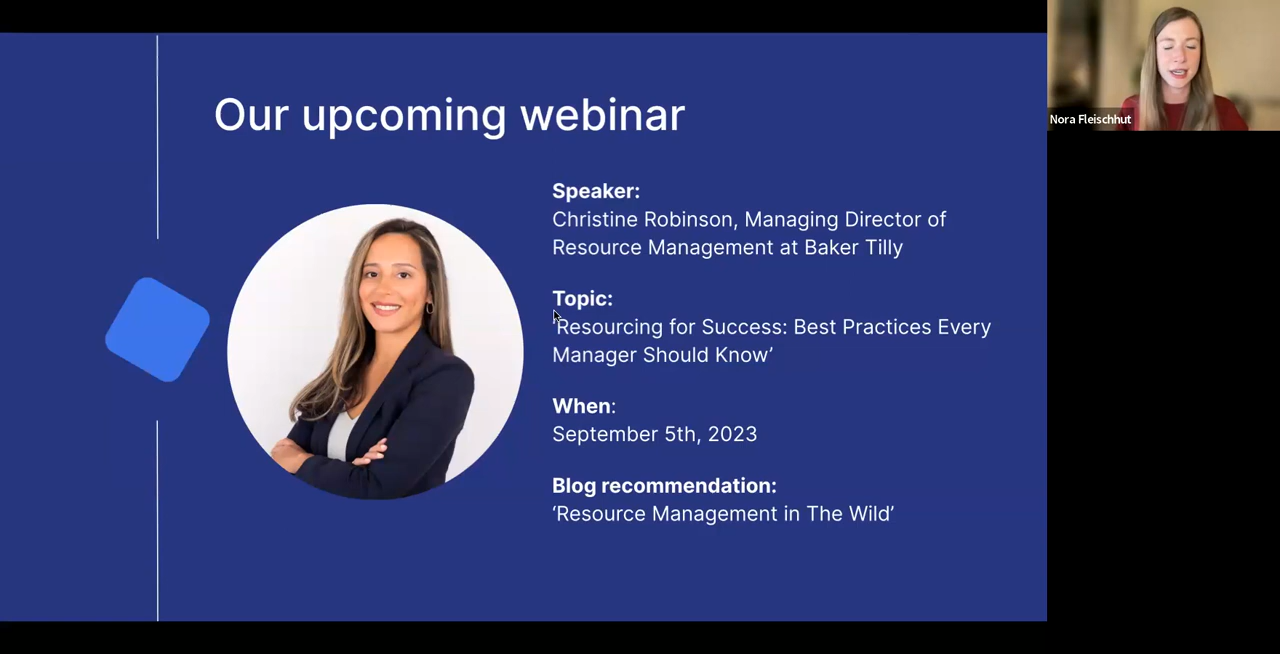 Our upcoming webinar
Speaker:
Christine Robinson, Managing Director of
Resource Management at Baker Tilly
Topic:
‘Resourcing for Success: Best Practices Every
Manager Should Know’
When:
September 5th, 2023
Blog recommendation:
‘Resource Management in The Wild’
Nora Fleischhut